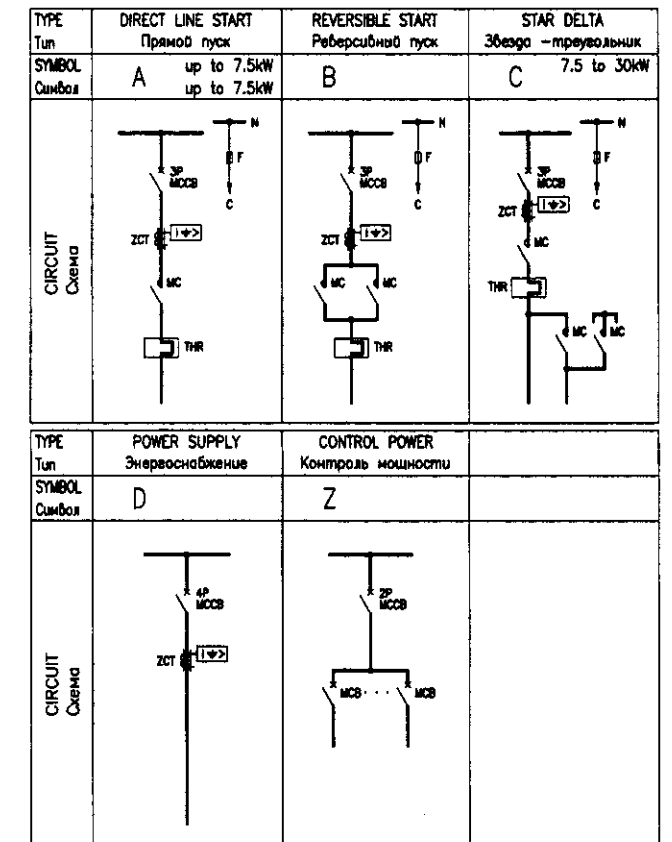 TYPE DIRECT LINE START REVERSIBLE START STAR DELTA
Тип Прямой пуск Реверсивный пуск Звезда -треугольник
SYMBOL A up to 7.5kW B C 7.5 to 30kW
Символ up to 7.5kW
CIRCUIT
Схема
N
F
3P
MCCB
C
ZCT
I >
MC
THR
N
F
3P
MCCB
C
ZCT
I >
MC MC
THR
N
F
3P
MCCB
C
ZCT
I >
MC
THR
MC MC
TYPE POWER SUPPLY CONTROL POWER
Тип Энергоснабжение Контроль мощности
SYMBOL D Z
Символ
CIRCUIT
Схема
4P
MCCB
ZCT
I >
2P
MCCB
MCB · · · · MCB